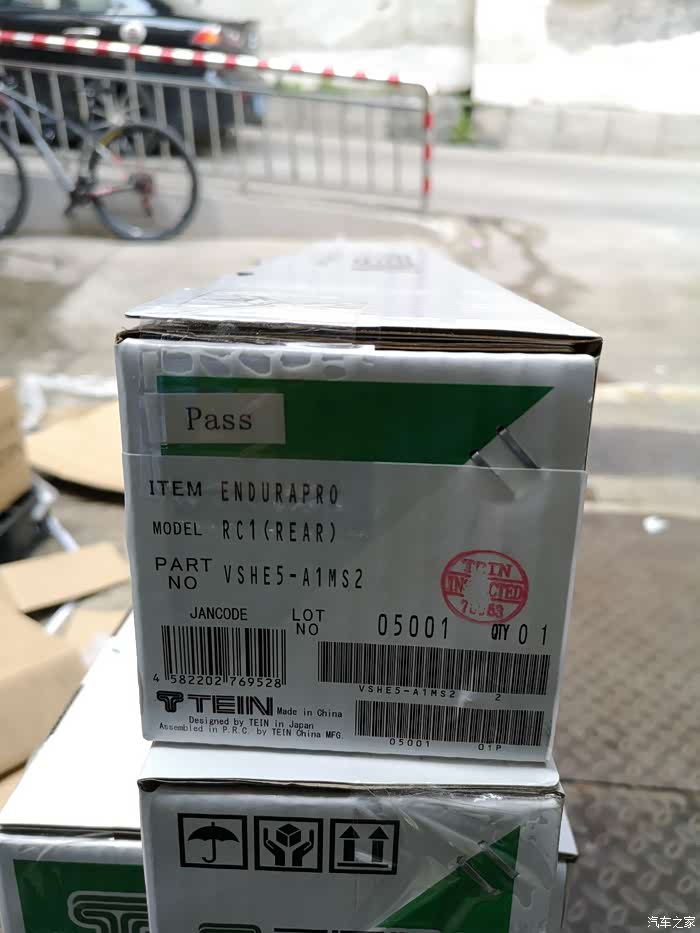 Pass
ITEM ENDURAPRO
MODEL RC1(REAR)
PART NO VSHE5-A1MS2
TEIN
JANCODE
LOT NO 05001 QTY 01
4 582202 769528
VSHE5-A1MS2 2
TEIN Made in China
Designed by TEIN in Japan
Assembled in P.R.C. by TEIN China MFG.
05001 01P
汽车之家